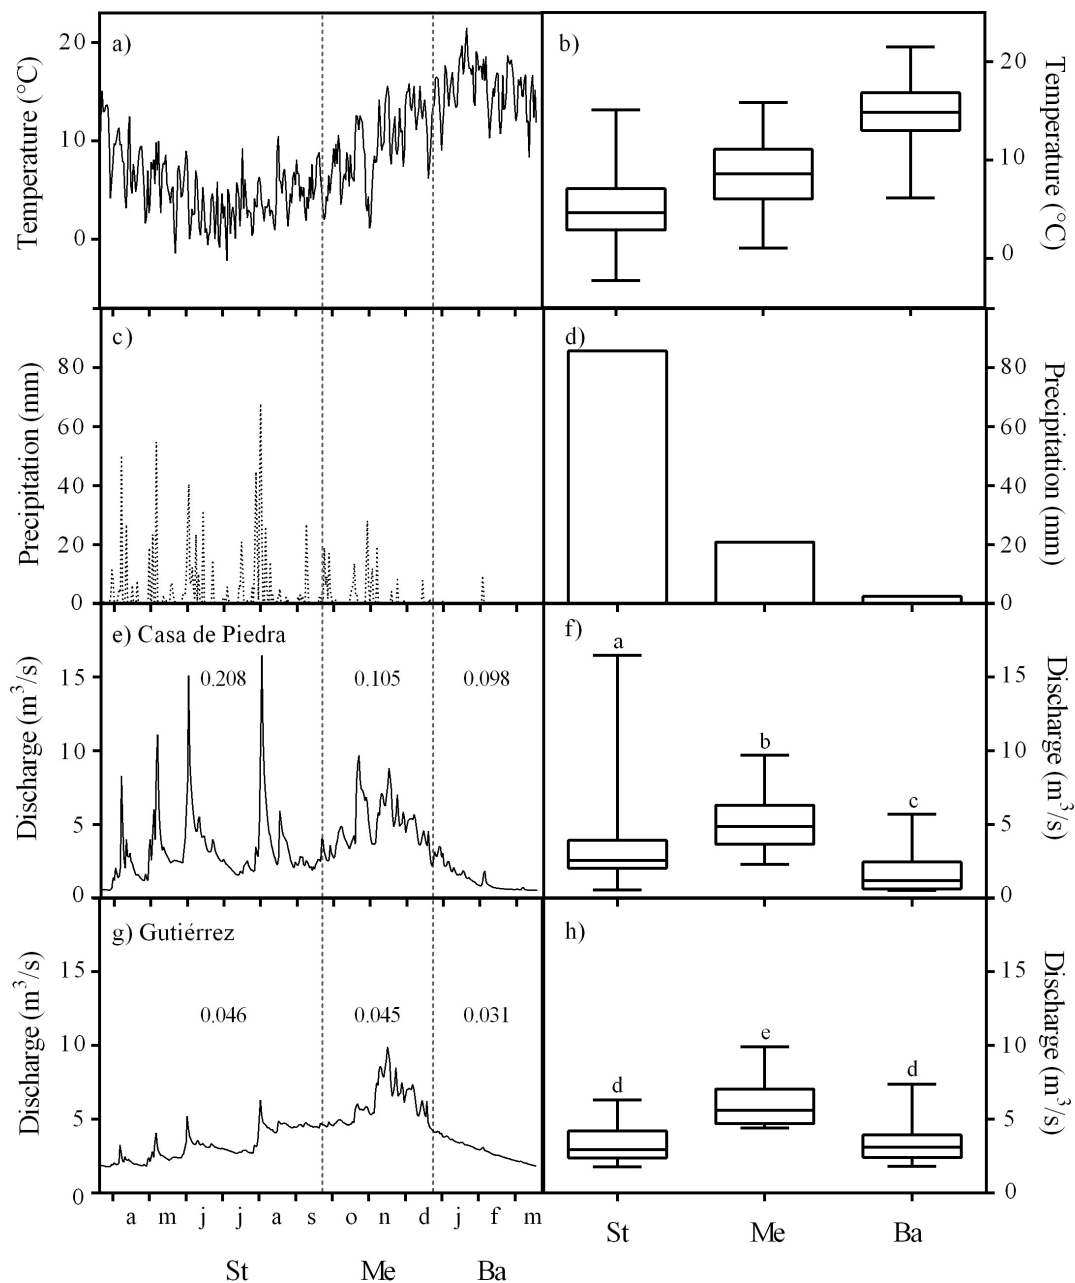 a)
Temperature (°C)
20
10
0
b)
20
10
0
Temperature (°C)
c)
Precipitation (mm)
80
60
40
20
0
d)
80
60
40
20
0
Precipitation (mm)
e) Casa de Piedra
0.208 0.105 0.098
Discharge (m³/s)
15
10
5
0
f)
a
b
c
15
10
5
0
Discharge (m³/s)
g) Gutiérrez
0.046 0.045 0.031
Discharge (m³/s)
15
10
5
0
h)
d
e
d
15
10
5
0
Discharge (m³/s)
a m j j a s o n d j f m
St Me Ba
St Me Ba